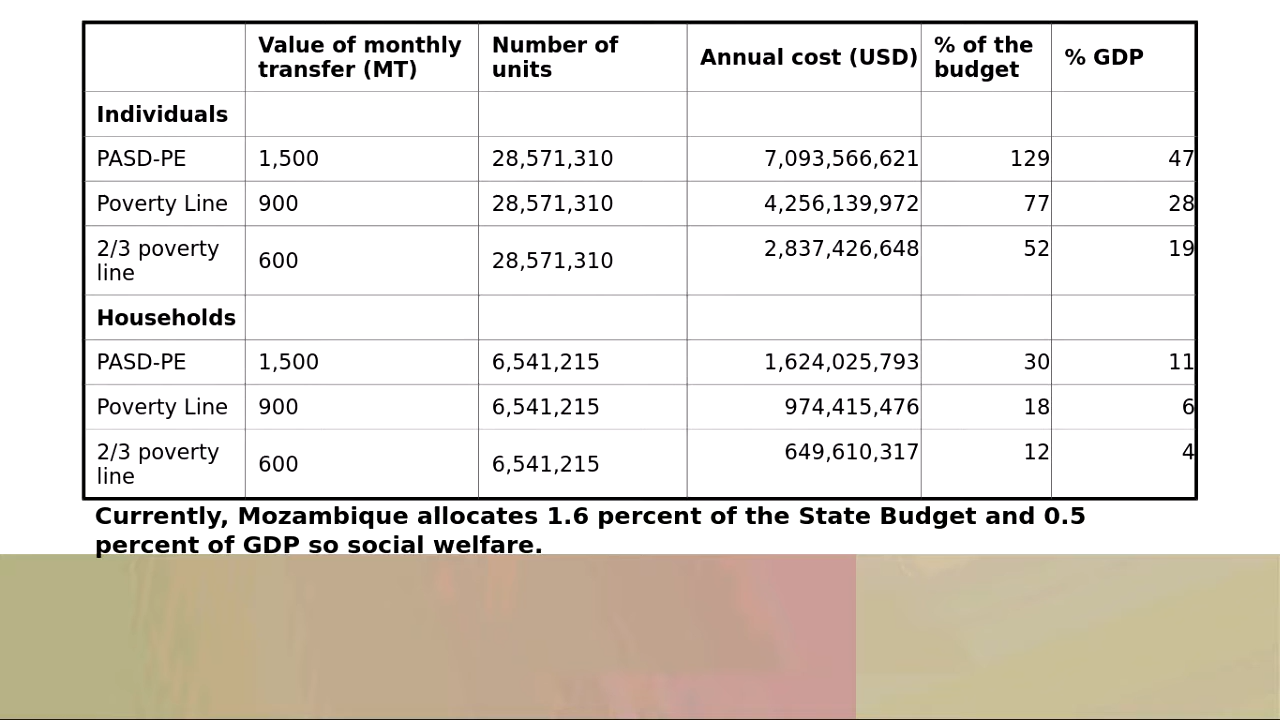 Value of monthly transfer (MT) Number of units Annual cost (USD) % of the budget % GDP
Individuals
PASD-PE 1,500 28,571,310 7,093,566,621 129 47
Poverty Line 900 28,571,310 4,256,139,972 77 28
2/3 poverty line 600 28,571,310 2,837,426,648 52 19
Households
PASD-PE 1,500 6,541,215 1,624,025,793 30 11
Poverty Line 900 6,541,215 974,415,476 18 6
2/3 poverty line 600 6,541,215 649,610,317 12 4
Currently, Mozambique allocates 1.6 percent of the State Budget and 0.5
percent of GDP so social welfare.